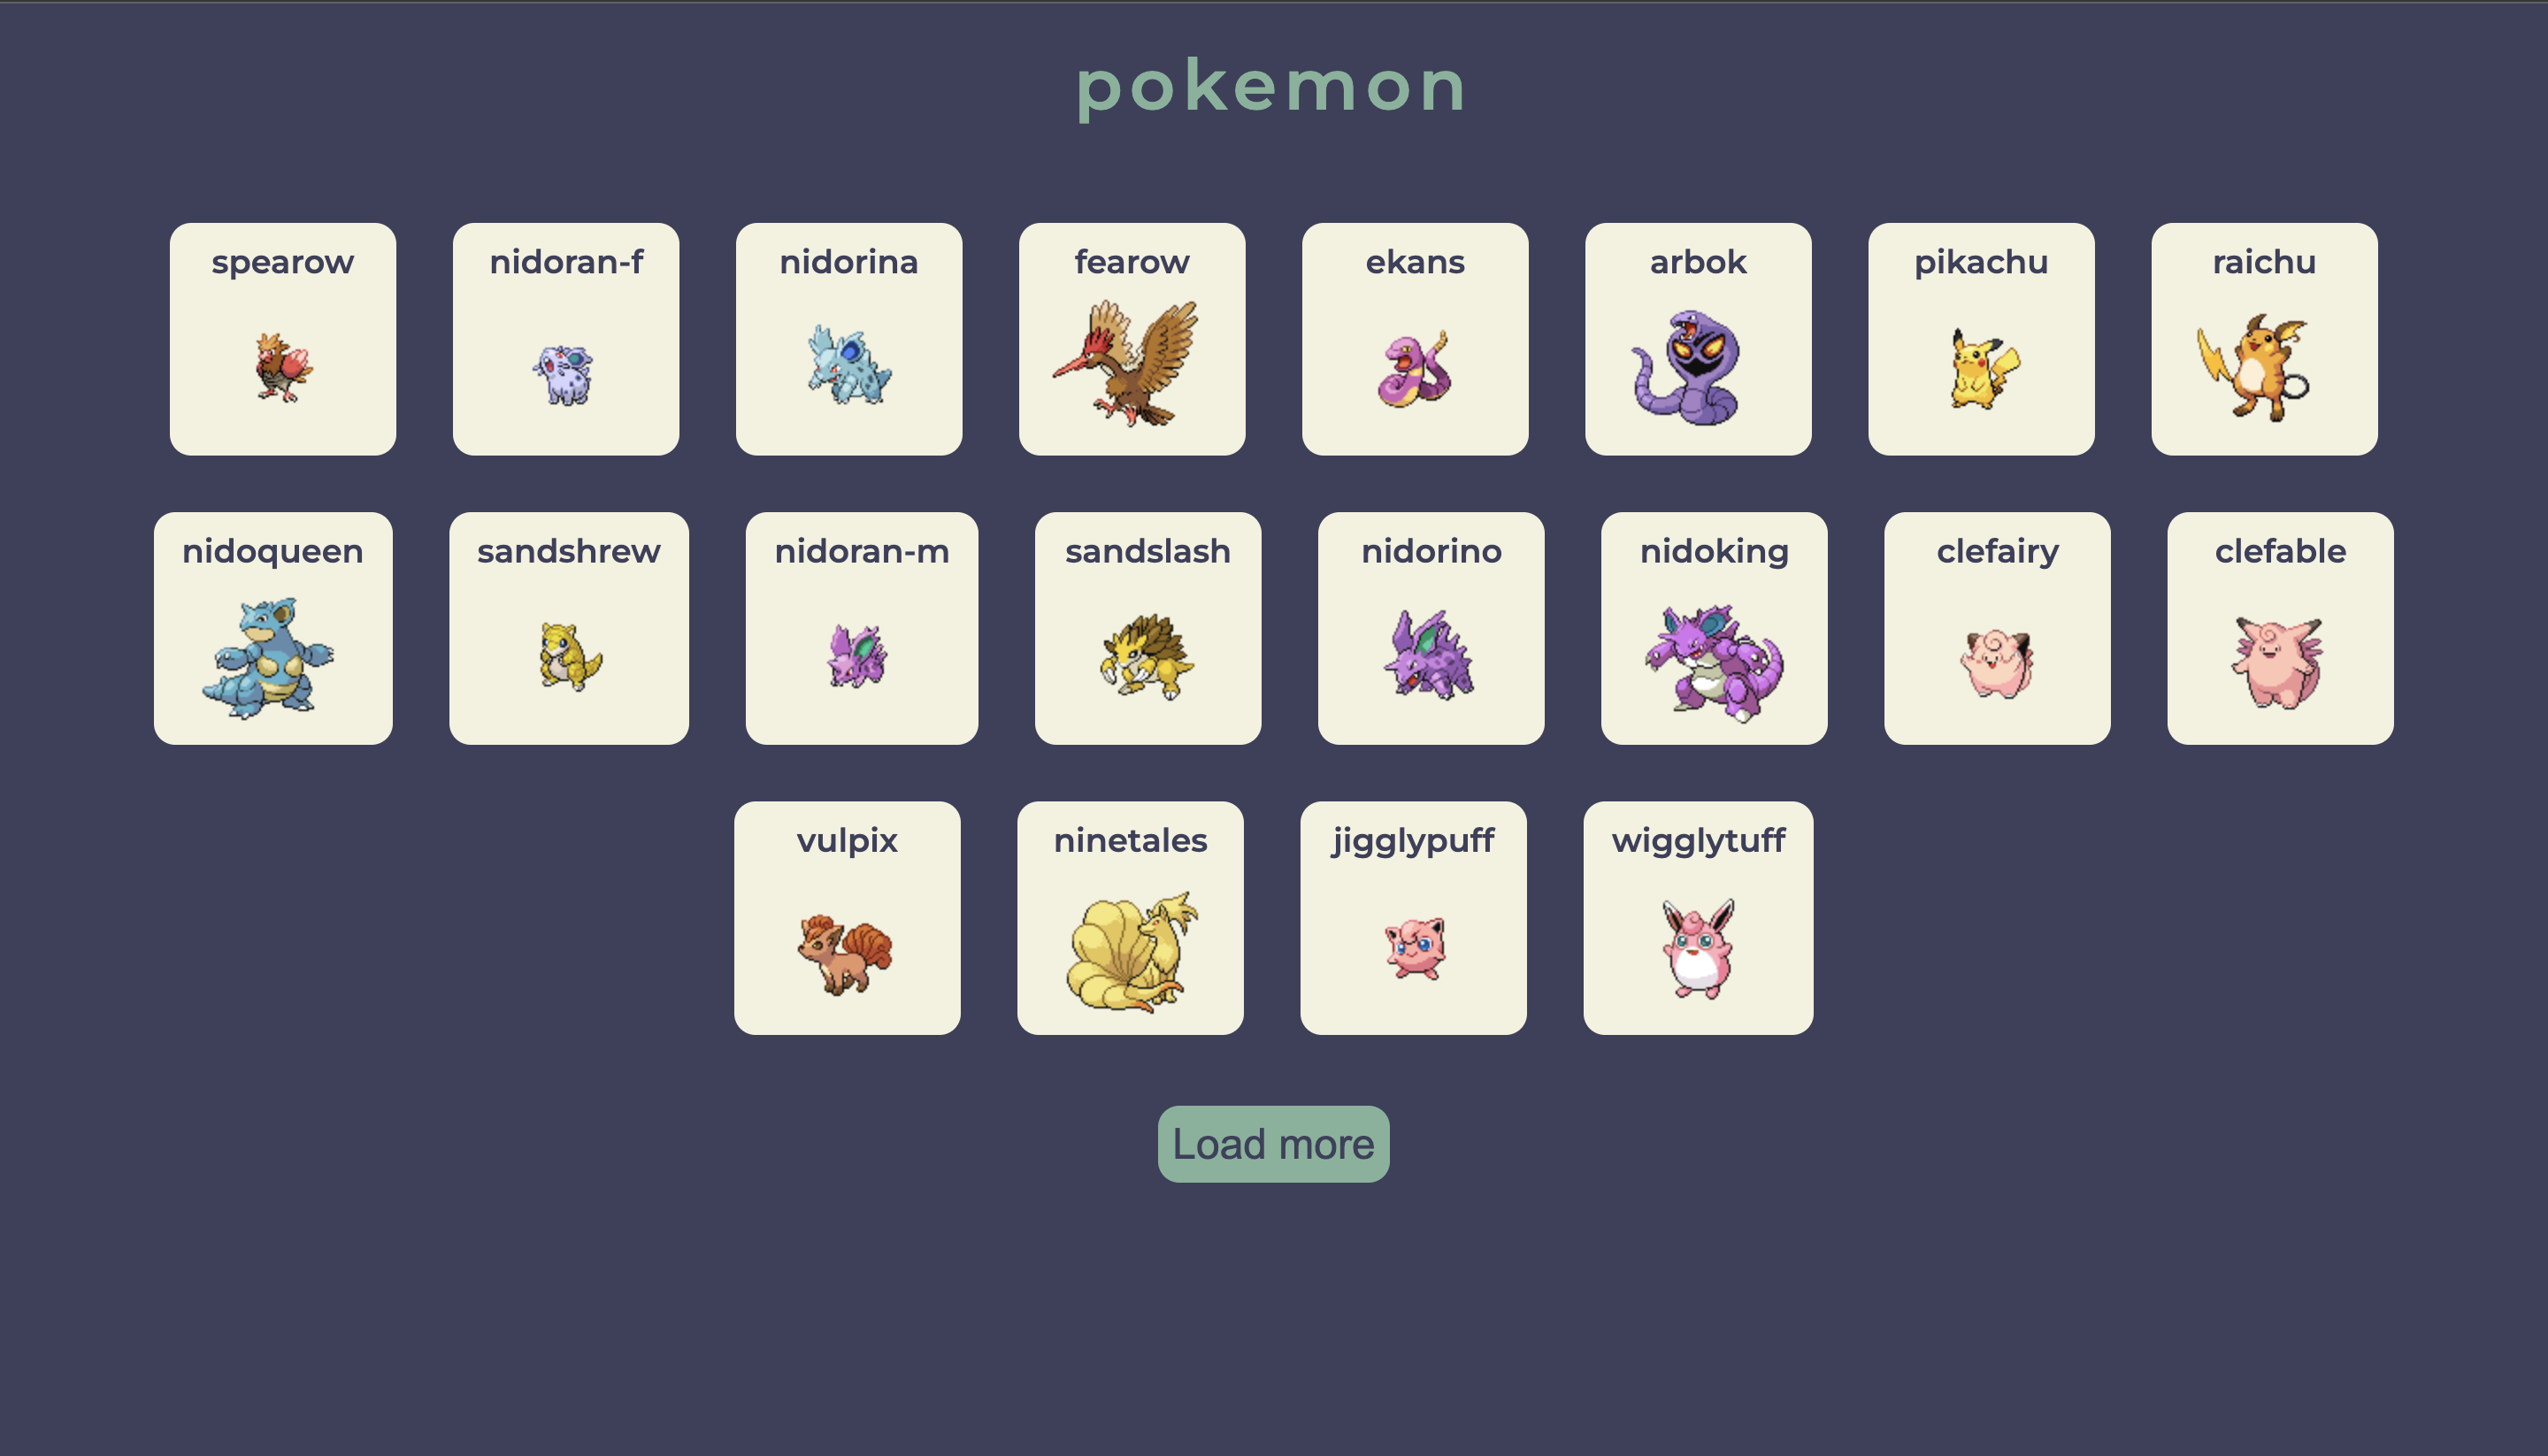 pokemon
spearow nidoran-f nidorina fearow ekans arbok pikachu raichu
nidoqueen sandshrew nidoran-m sandslash nidorino nidoking clefairy clefable
vulpix ninetales jigglypuff wigglytuff
Load more